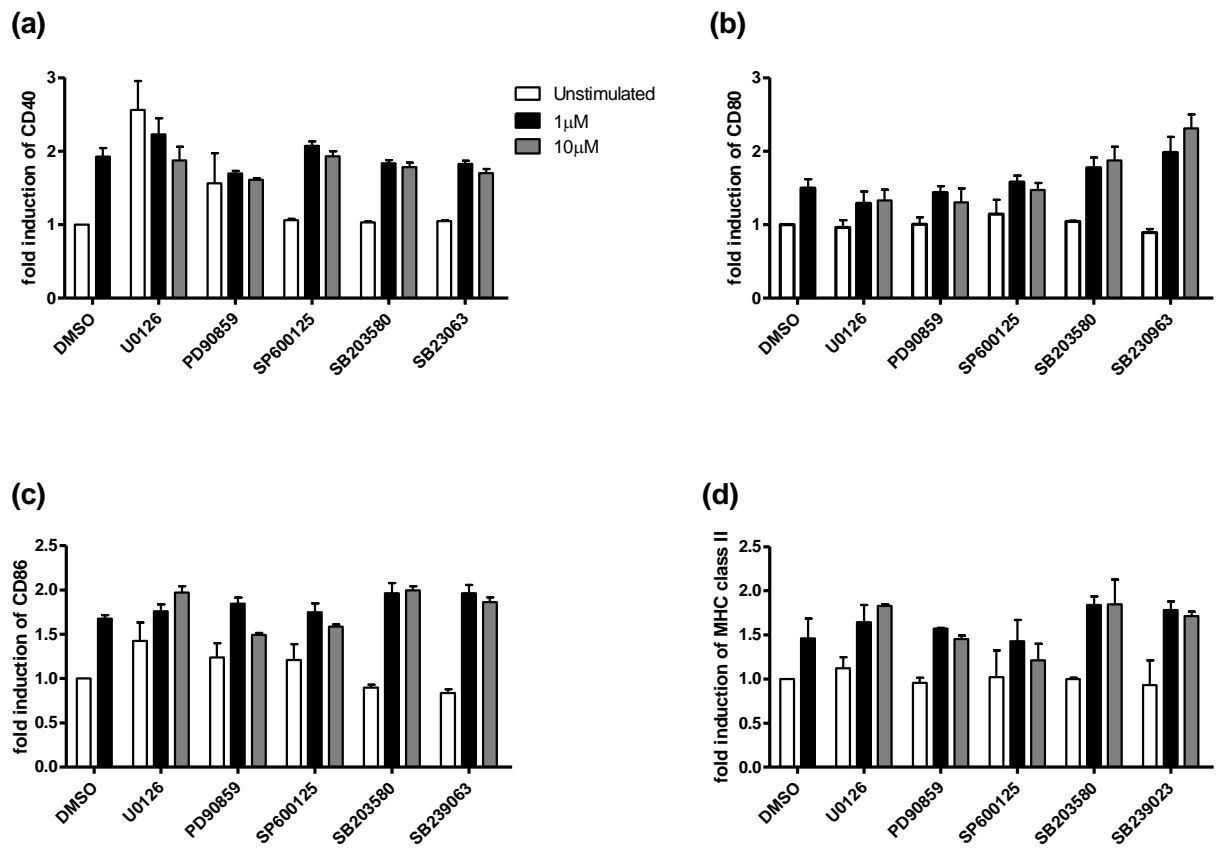 (a)
fold induction of CD40
3
2
1
0
DMSO
U0126
PD90859
SP600125
SB203580
SB23063
Unstimulated
1μM
10μM
(b)
fold induction of CD80
3
2
1
0
DMSO
U0126
PD90859
SP600125
SB203580
SB230963
(c)
fold induction of CD86
2.5
2.0
1.5
1.0
0.5
0.0
DMSO
U0126
PD90859
SP600125
SB203580
SB239063
(d)
fold induction of MHC class II
2.5
2.0
1.5
1.0
0.5
0.0
DMSO
U0126
PD90859
SP600125
SB203580
SB239023